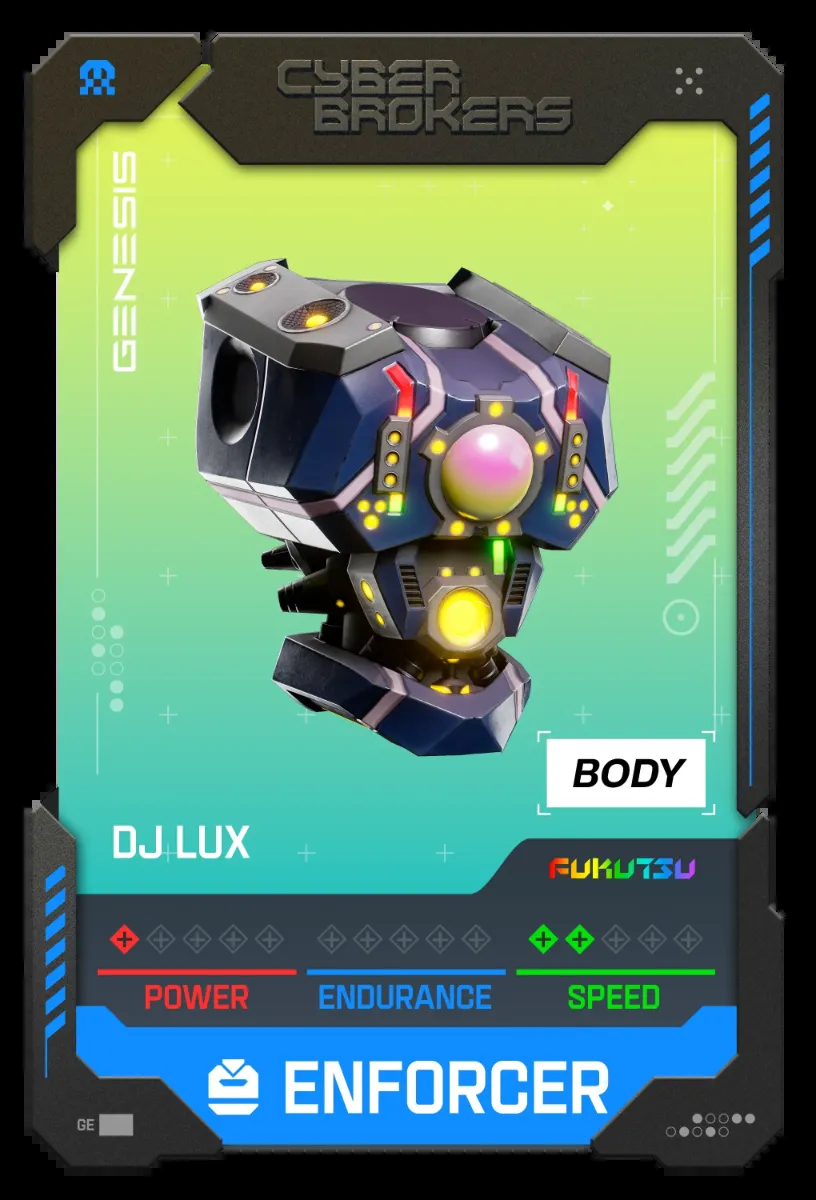 CYBER
BROKERS
GENESIS
BODY
DJ LUX
FUKUTSU
POWER
ENDURANCE
SPEED
ENFORCER
GE